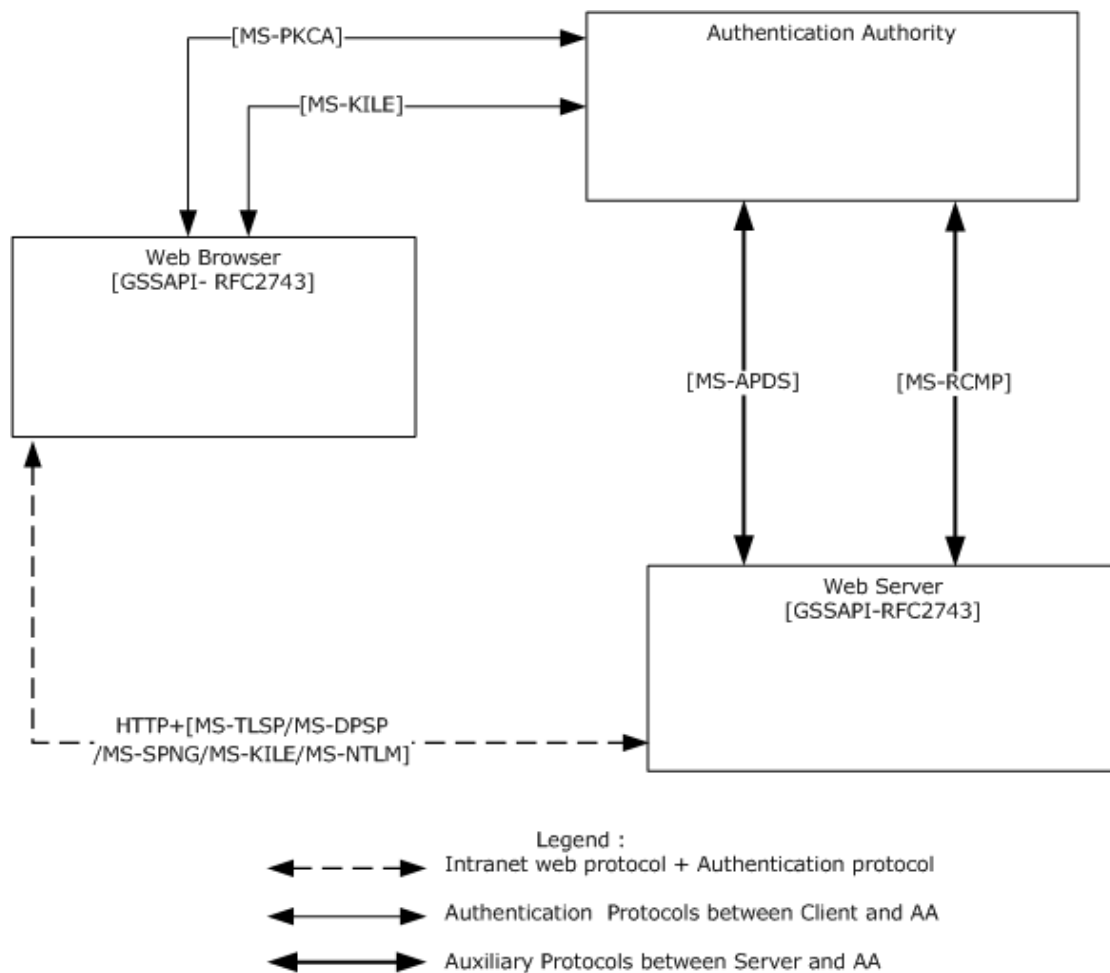 [MS-PKCA]
Authentication Authority
[MS-KILE]
Web Browser
[GSSAPI- RFC2743]
[MS-APDS]
[MS-RCMP]
Web Server
[GSSAPI-RFC2743]
HTTP+[MS-TLSP/MS-DPSP
/MS-SPNG/MS-KILE/MS-NTLM]
Legend :
Intranet web protocol + Authentication protocol
Authentication Protocols between Client and AA
Auxiliary Protocols between Server and AA